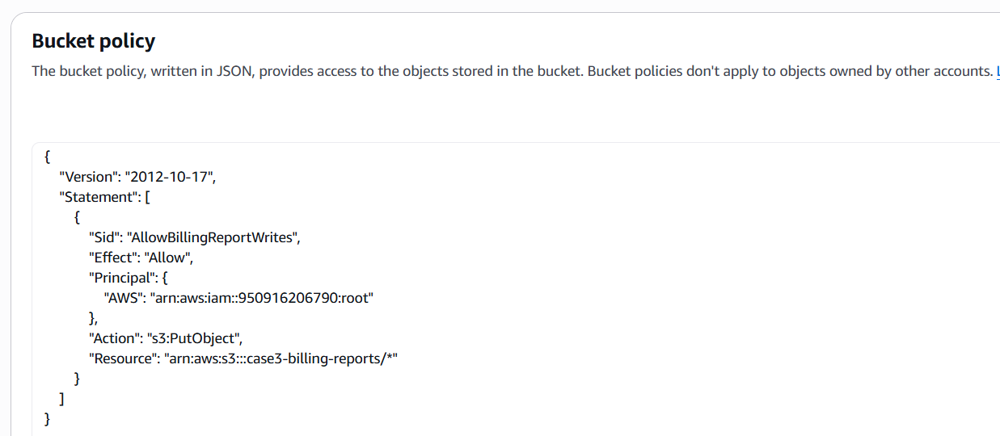 Bucket policy
The bucket policy, written in JSON, provides access to the objects stored in the bucket. Bucket policies don't apply to objects owned by other accounts.
{
"Version": "2012-10-17",
"Statement": [
{
"Sid": "AllowBillingReportWrites",
"Effect": "Allow",
"Principal": {
"AWS": "arn:aws:iam::950916206790:root"
},
"Action": "s3:PutObject",
"Resource": "arn:aws:s3:::case3-billing-reports/*"
}
]
}